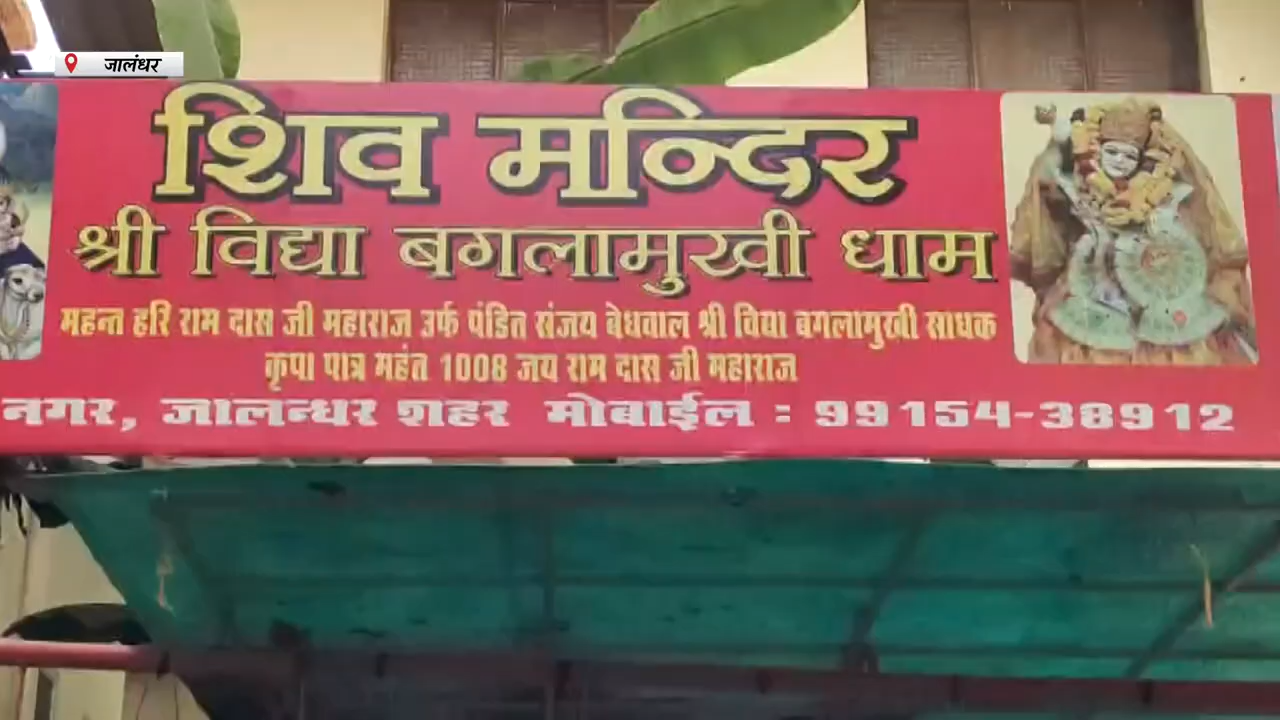 जालंधर
शिव मन्दिर
श्री विद्या बगलामुखी धाम
महन्त हरि राम दास जी महाराज उर्फ पंडित संजय बेधवाल श्री विद्या बगलामुखी साधक
कृपा पात्र महंत 1008 जय राम दास जी महाराज
नगर, जालन्धर शहर मोबाईल : 99154-38912